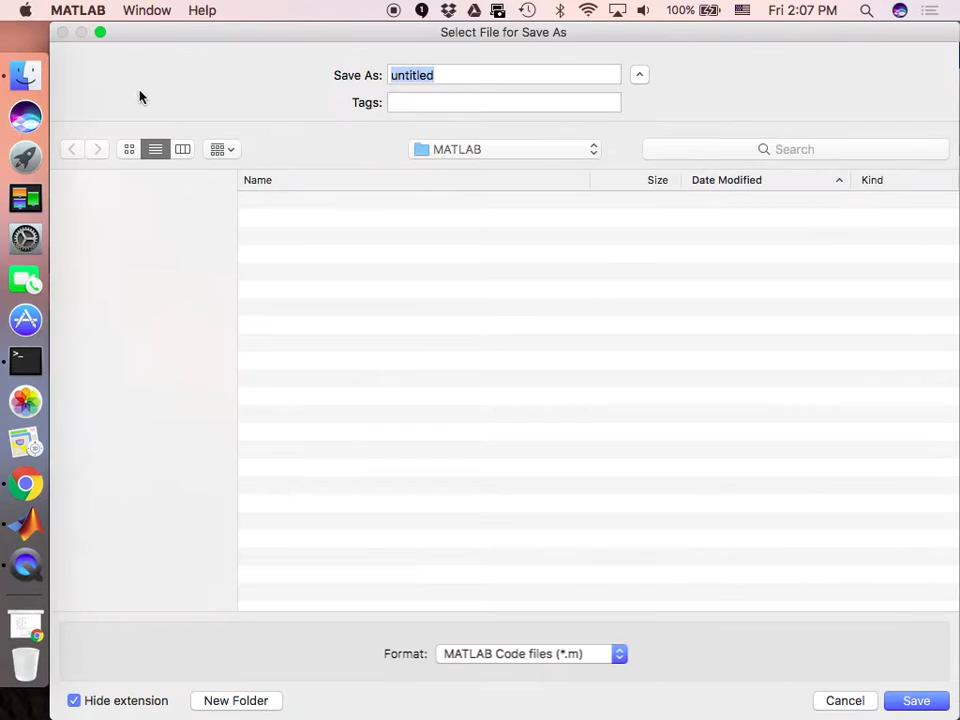 MATLAB Window Help 100% Fri 2:07 PM
Select File for Save As
Save As: untitled
Tags:
MATLAB Search
Name Size Date Modified Kind
Format: MATLAB Code files (*.m)
Hide extension New Folder Cancel Save